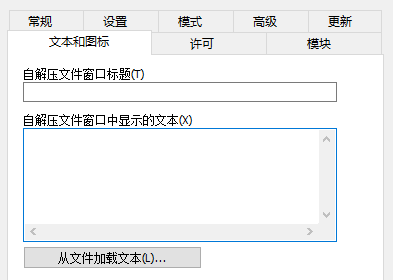 常规 设置 模式 高级 更新
文本和图标 许可 模块
自解压文件窗口标题(T)
自解压文件窗口中显示的文本(X)
从文件加载文本(L)...